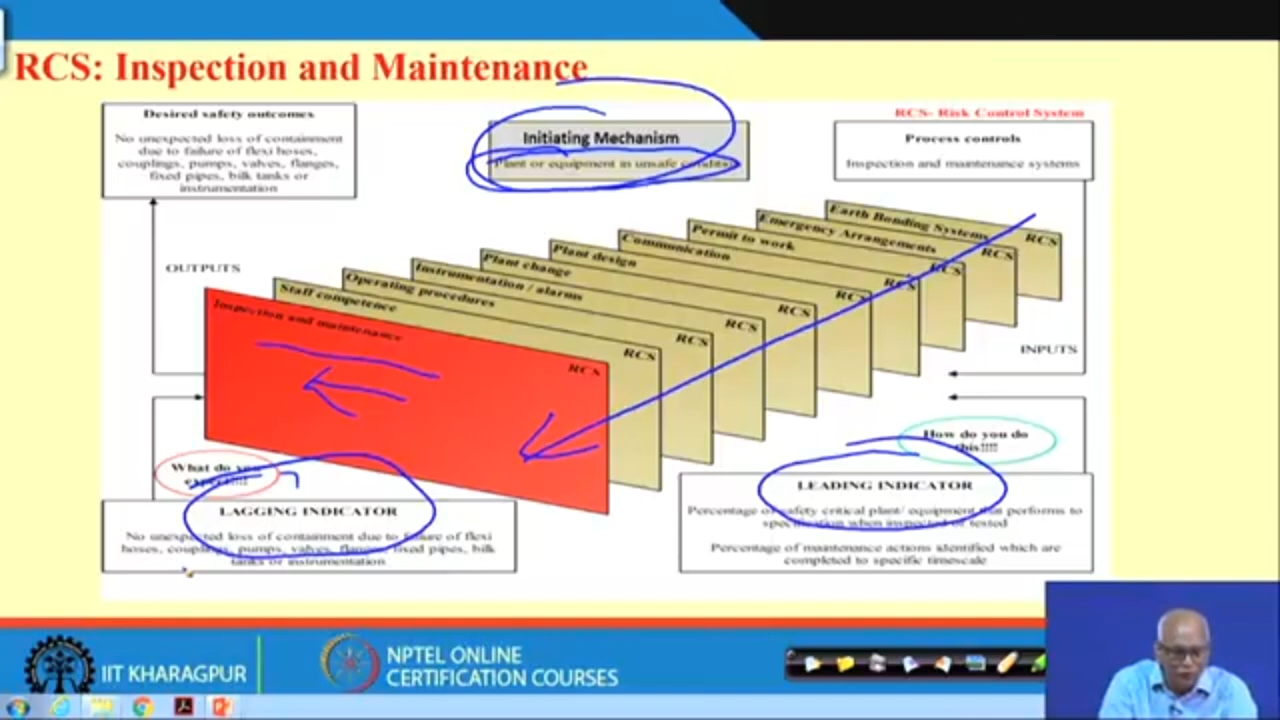 RCS: Inspection and Maintenance
Desired safety outcomes
No unexpected loss of containment
due to failure of flexi hoses,
couplings, pumps, valves, flanges,
fixed pipes, bilk tanks or
instrumentation
Initiating Mechanism
Plant or equipment in unsafe condition
RCS- Risk Control System
Process controls
Inspection and maintenance systems
OUTPUTS
INPUTS
Earth Bonding Systems
RCS
Emergency Arrangements
RCS
Permit to work
RCS
Communication
RCS
Plant design
RCS
Plant change
RCS
Instrumentation / alarms
RCS
Operating procedures
RCS
Staff competence
RCS
Inspection and maintenance
RCS
What do you
expect!!!!
LAGGING INDICATOR
No unexpected loss of containment due to failure of flexi
hoses, couplings, pumps, valves, flanges, fixed pipes, bilk
tanks or instrumentation
How do you do
this!!!!
LEADING INDICATOR
Percentage of safety critical plant/ equipment that performs to
specification when inspected or tested
Percentage of maintenance actions identified which are
completed to specific timescale
IIT KHARAGPUR
NPTEL ONLINE
CERTIFICATION COURSES